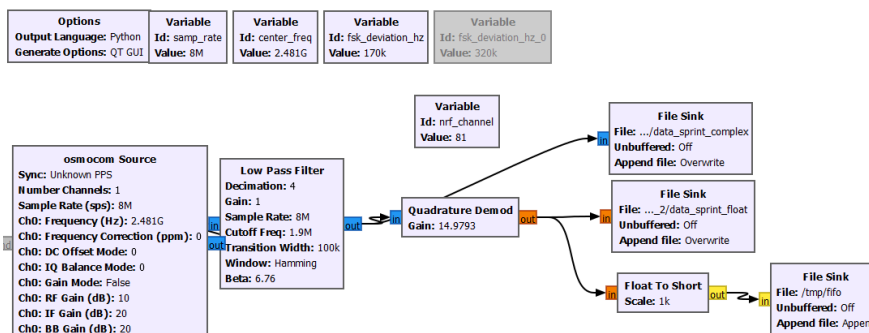 Options
Output Language: Python
Generate Options: QT GUI
Variable
Id: samp_rate
Value: 8M
Variable
Id: center_freq
Value: 2.481G
Variable
Id: fsk_deviation_hz
Value: 170k
Variable
Id: fsk_deviation_hz_0
Value: 320k
Variable
Id: nrf_channel
Value: 81
osmocom Source
Sync: Unknown PPS
Number Channels: 1
Sample Rate (sps): 8M
Ch0: Frequency (Hz): 2.481G
Ch0: Frequency Correction (ppm): 0
Ch0: DC Offset Mode: 0
Ch0: IQ Balance Mode: 0
Ch0: Gain Mode: False
Ch0: RF Gain (dB): 10
Ch0: IF Gain (dB): 20
Ch0: BB Gain (dB): 20
out
in
Low Pass Filter
Decimation: 4
Gain: 1
Sample Rate: 8M
Cutoff Freq: 1.9M
Transition Width: 100k
Window: Hamming
Beta: 6.76
out
in
Quadrature Demod
Gain: 14.9793
out
in
File Sink
File: .../data_sprint_complex
Unbuffered: Off
Append file: Overwrite
in
File Sink
File: ..._2/data_sprint_float
Unbuffered: Off
Append file: Overwrite
in
Float To Short
Scale: 1k
out
in
File Sink
File: /tmp/fifo
Unbuffered: Off
Append file: Appen